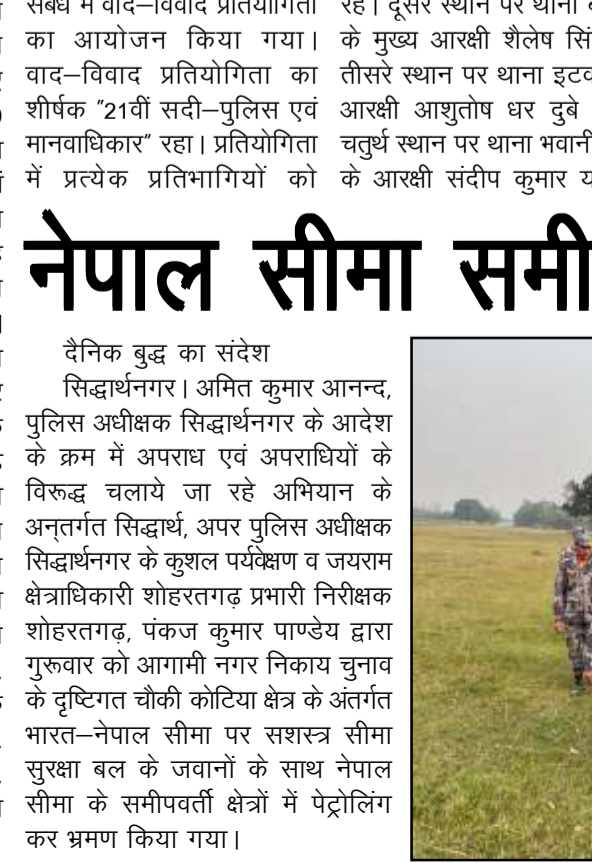 संबंध में वाद–विवाद प्रतियोगिता
का आयोजन किया गया।
वाद–विवाद प्रतियोगिता का
शीर्षक "21वीं सदी–पुलिस एवं
मानवाधिकार" रहा। प्रतियोगिता
में प्रत्येक प्रतिभागियों को
रहे। दूसरे स्थान पर थाना
के मुख्य आरक्षी शैलेष
तीसरे स्थान पर थाना
आरक्षी आशुतोष धर दुबे
चतुर्थ स्थान पर थाना
के आरक्षी संदीप कुमार
नेपाल सीमा
दैनिक बुद्ध का संदेश
सिद्धार्थनगर। अमित कुमार आनन्द,
पुलिस अधीक्षक सिद्धार्थनगर के आदेश
के क्रम में अपराध एवं अपराधियों के
विरूद्ध चलाये जा रहे अभियान के
अन्तर्गत सिद्धार्थ, अपर पुलिस अधीक्षक
सिद्धार्थनगर के कुशल पर्यवेक्षण व जयराम
क्षेत्राधिकारी शोहरतगढ़ प्रभारी निरीक्षक
शोहरतगढ़, पंकज कुमार पाण्डेय द्वारा
गुरूवार को आगामी नगर निकाय चुनाव
के दृष्टिगत चौकी कोटिया क्षेत्र के अंतर्गत
भारत–नेपाल सीमा पर सशस्त्र सीमा
सुरक्षा बल के जवानों के साथ नेपाल
सीमा के समीपवर्ती क्षेत्रों में पेट्रोलिंग
कर भ्रमण किया गया।